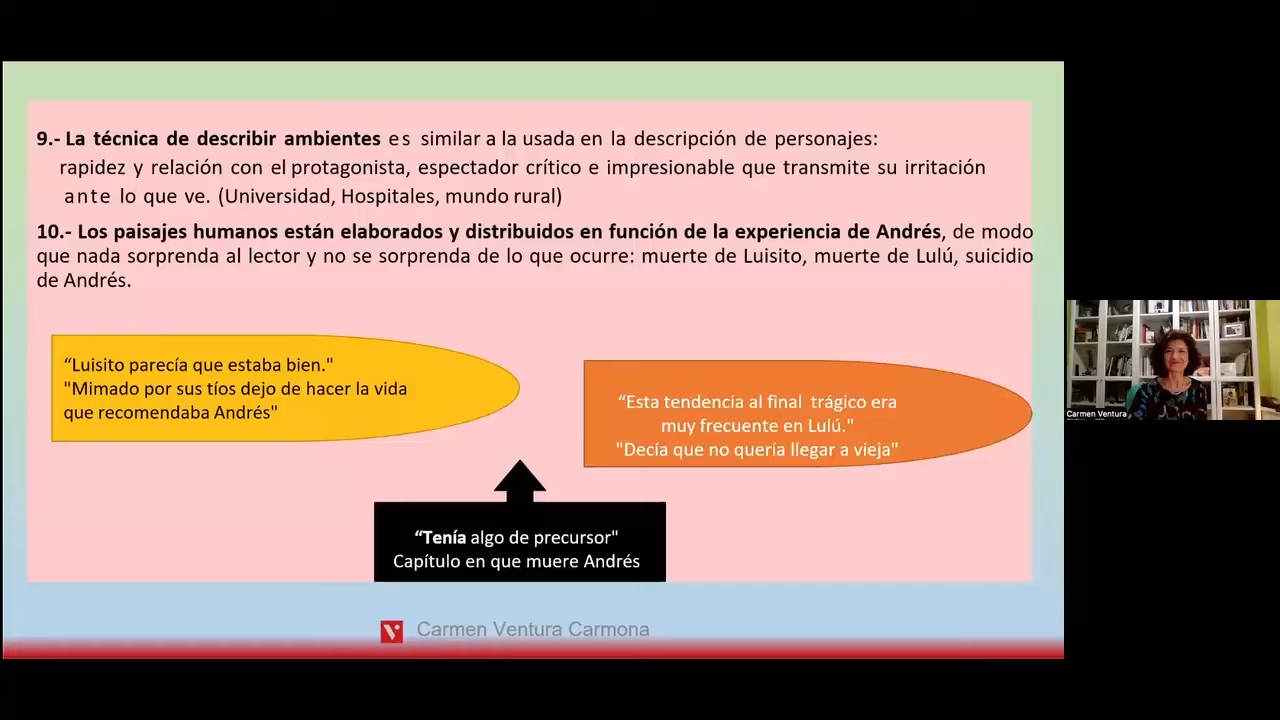 9.- La técnica de describir ambientes es similar a la usada en la descripción de personajes:
rapidez y relación con el protagonista, espectador crítico e impresionable que transmite su irritación
ante lo que ve. (Universidad, Hospitales, mundo rural)
10.- Los paisajes humanos están elaborados y distribuidos en función de la experiencia de Andrés, de modo
que nada sorprenda al lector y no se sorprenda de lo que ocurre: muerte de Luisito, muerte de Lulú, suicidio
de Andrés.
“Luisito parecía que estaba bien."
"Mimado por sus tíos dejo de hacer la vida
que recomendaba Andrés"
“Esta tendencia al final trágico era
muy frecuente en Lulú."
"Decía que no quería llegar a vieja"
“Tenía algo de precursor"
Capítulo en que muere Andrés
Carmen Ventura Carmona
Carmen Ventura